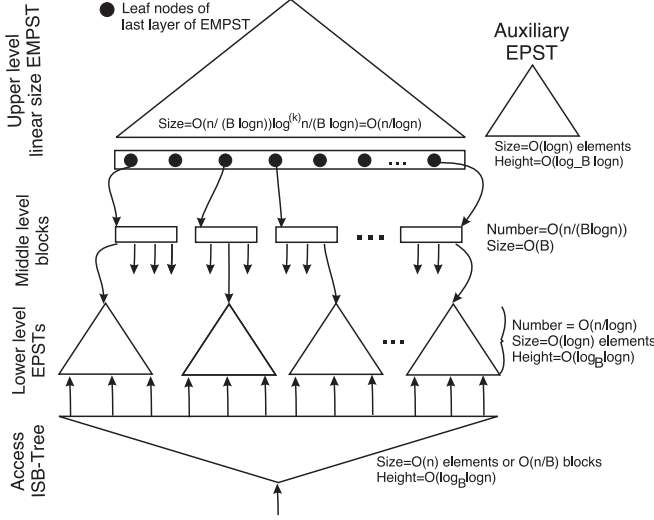 Leaf nodes of
last layer of EMPST
Upper level
linear size EMPST
Auxiliary
EPST
Size=O(n/ (B logn))log^(k)n/(B logn)=O(n/logn)
Size=O(logn) elements
Height=O(log_B logn)
...
Middle level
blocks
Number=O(n/(Blogn))
Size=O(B)
...
Lower level
EPSTs
...
Number = O(n/logn)
Size=O(logn) elements
Height=O(log_B logn)
Access
ISB-Tree
Size=O(n) elements or O(n/B) blocks
Height=O(log_B logn)